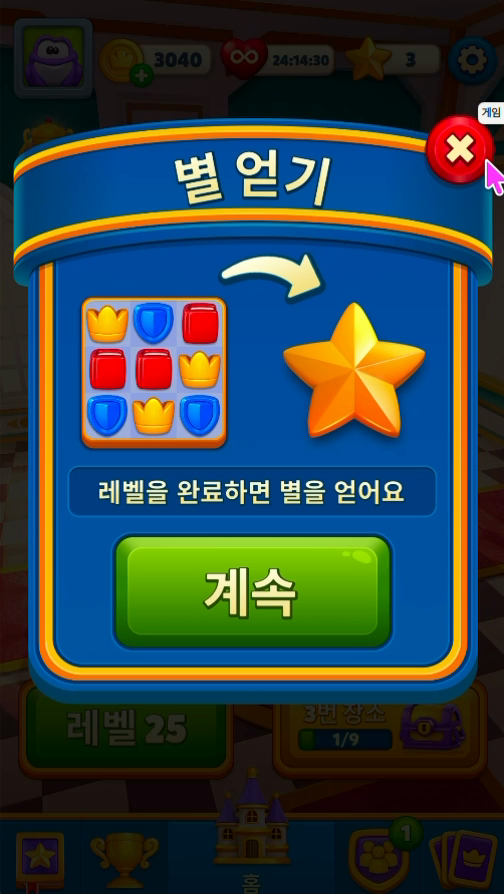 3040
24:14:30
3
게임
별 얻기
레벨을 완료하면 별을 얻어요
계속
레벨 25
3번 장소
1/9
1
홈